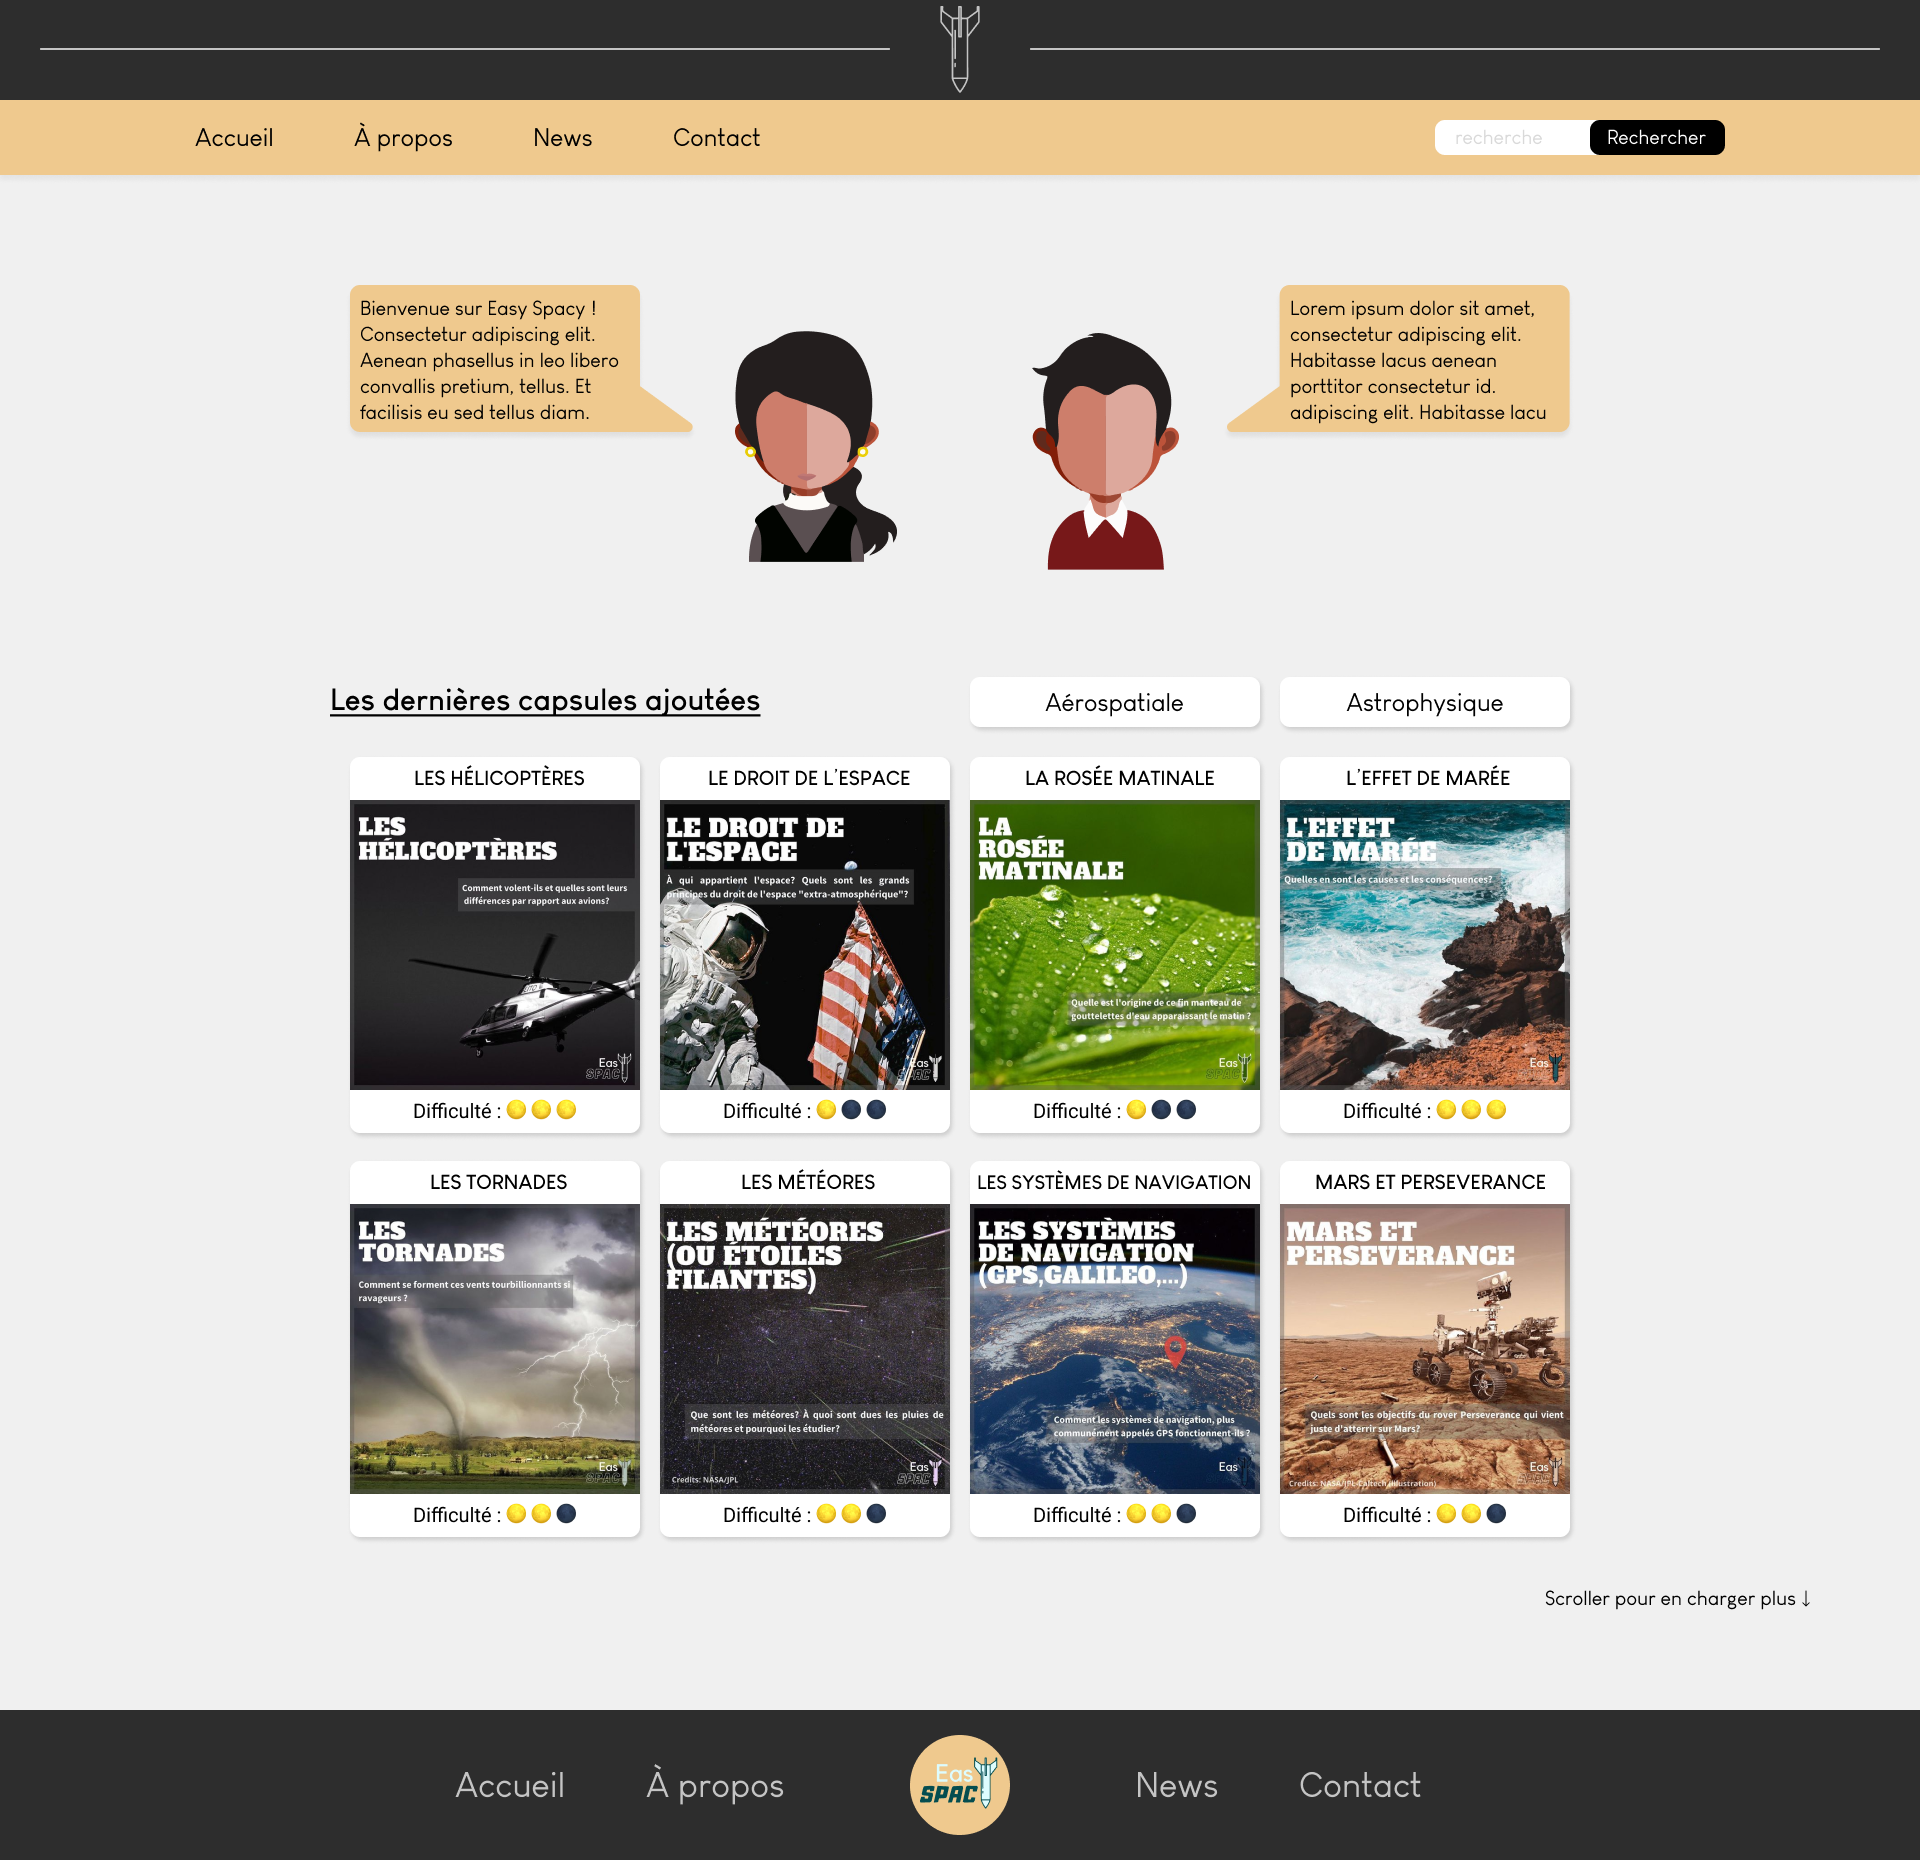 Accueil
À propos
News
Contact
recherche
Rechercher
Bienvenue sur Easy Spacy !
Consectetur adipiscing elit.
Aenean phasellus in leo libero
convallis pretium, tellus. Et
facilisis eu sed tellus diam.
Lorem ipsum dolor sit amet,
consectetur adipiscing elit.
Habitasse lacus aenean
porttitor consectetur id.
adipiscing elit. Habitasse lacu
Les dernières capsules ajoutées
Aérospatiale
Astrophysique
LES HÉLICOPTÈRES
LES
HÉLICOPTÈRES
Comment volent-ils et quelles sont leurs
différences par rapport aux avions?
Eas
SPAC
Difficulté :
LE DROIT DE L'ESPACE
LE DROIT DE
L'ESPACE
À qui appartient l'espace? Quels sont les grands
principes du droit de l'espace "extra-atmosphérique"?
Eas
SPAC
Difficulté :
LA ROSÉE MATINALE
LA
ROSÉE
MATINALE
Quelle est l'origine de ce fin manteau de
gouttelettes d'eau apparaissant le matin ?
Eas
SPAC
Difficulté :
L'EFFET DE MARÉE
L'EFFET
DE MARÉE
Quelles en sont les causes et les conséquences?
Eas
Difficulté :
LES TORNADES
LES
TORNADES
Comment se forment ces vents tourbillionnants si
ravageurs ?
Eas
SPAC
Difficulté :
LES MÉTÉORES
LES MÉTÉORES
(OU ÉTOILES
FILANTES)
Que sont les météores? À quoi sont dues les pluies de
météores et pourquoi les étudier?
Credits: NASA/JPL
Eas
SPAC
Difficulté :
LES SYSTÈMES DE NAVIGATION
LES SYSTÈMES
DE NAVIGATION
(GPS,GALILEO,...)
Comment les systèmes de navigation, plus
communément appelés GPS fonctionnent-ils ?
Eas
Difficulté :
MARS ET PERSEVERANCE
MARS ET
PERSEVERANCE
Quels sont les objectifs du rover Perseverance qui vient
juste d'atterrir sur Mars?
Credits: NASA/JPL-Caltech (illustration)
Eas
SPAC
Difficulté :
Scroller pour en charger plus ↓
Accueil
À propos
Eas
SPAC
News
Contact